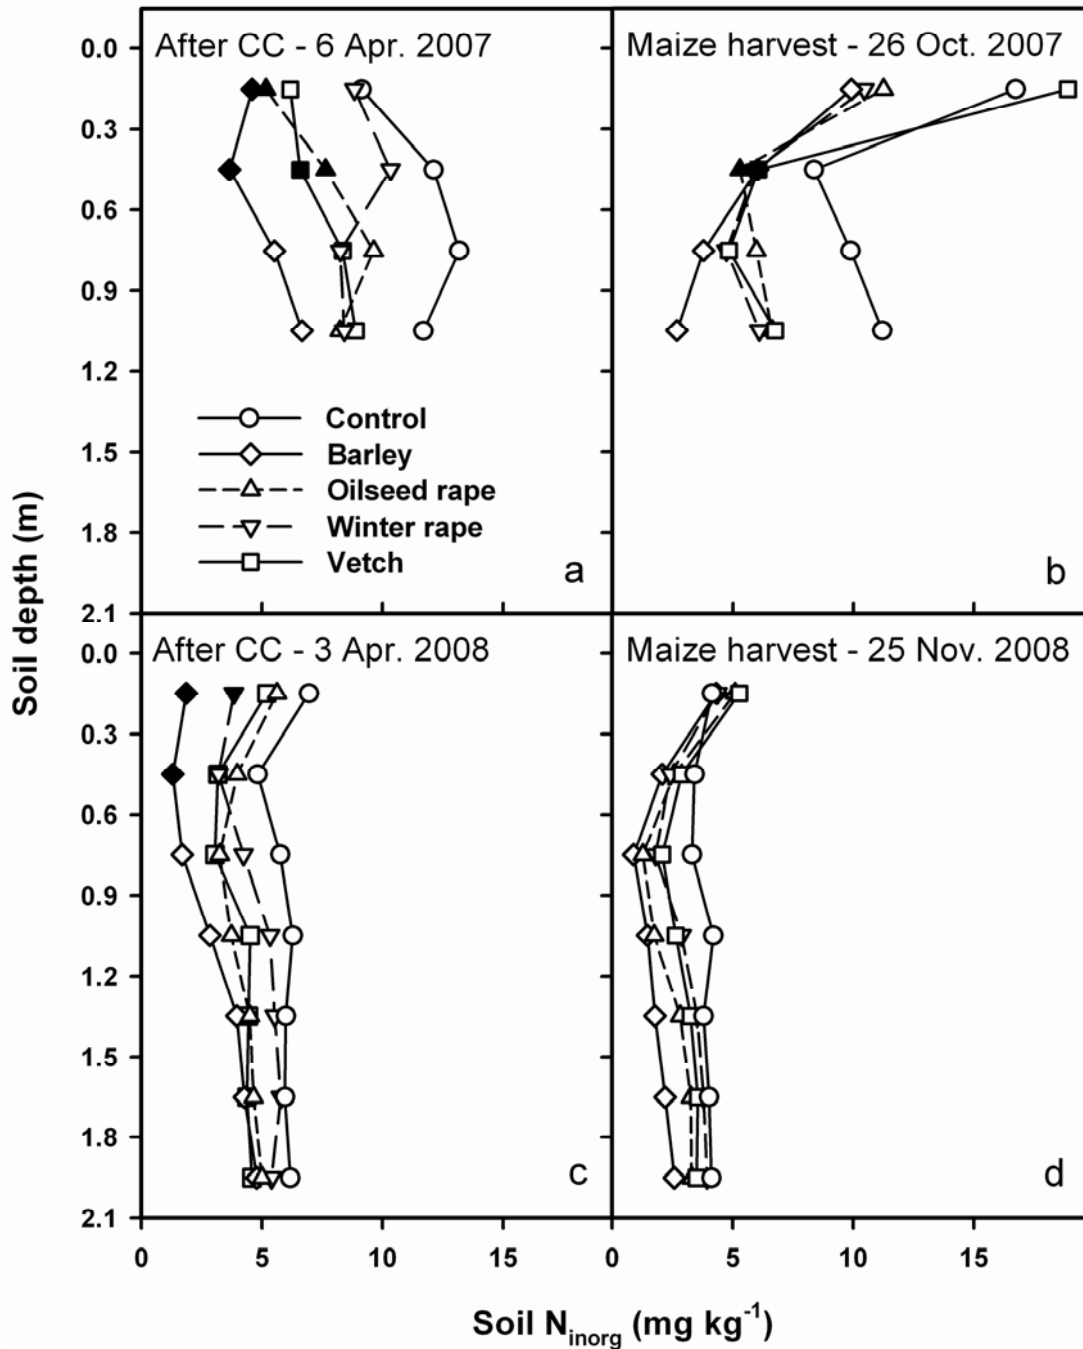 After CC - 6 Apr. 2007
Maize harvest - 26 Oct. 2007
0.0
0.3
0.6
0.9
1.2
1.5
1.8
2.1
Control
Barley
Oilseed rape
Winter rape
Vetch
a
b
Soil depth (m)
After CC - 3 Apr. 2008
Maize harvest - 25 Nov. 2008
0.0
0.3
0.6
0.9
1.2
1.5
1.8
2.1
c
d
0 5 10 15 0 5 10 15
Soil N_inorg (mg kg⁻¹)